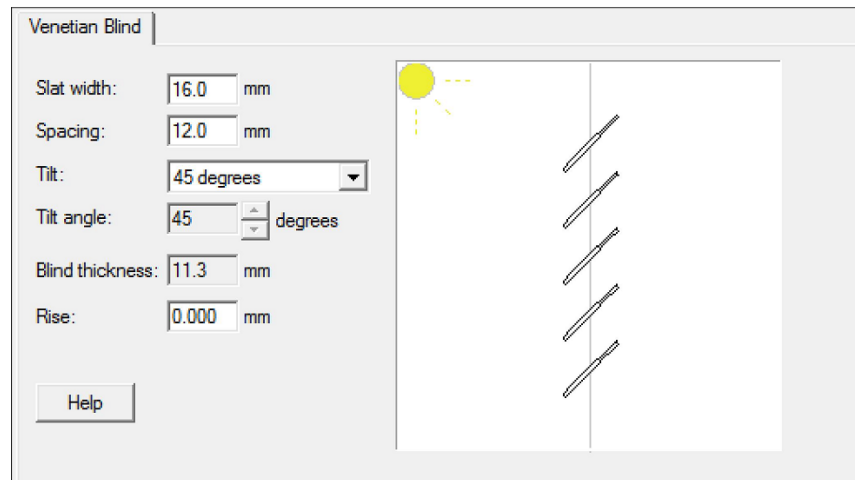 Venetian Blind
Slat width: 16.0 mm
Spacing: 12.0 mm
Tilt: 45 degrees
Tilt angle: 45 degrees
Blind thickness: 11.3 mm
Rise: 0.000 mm
Help